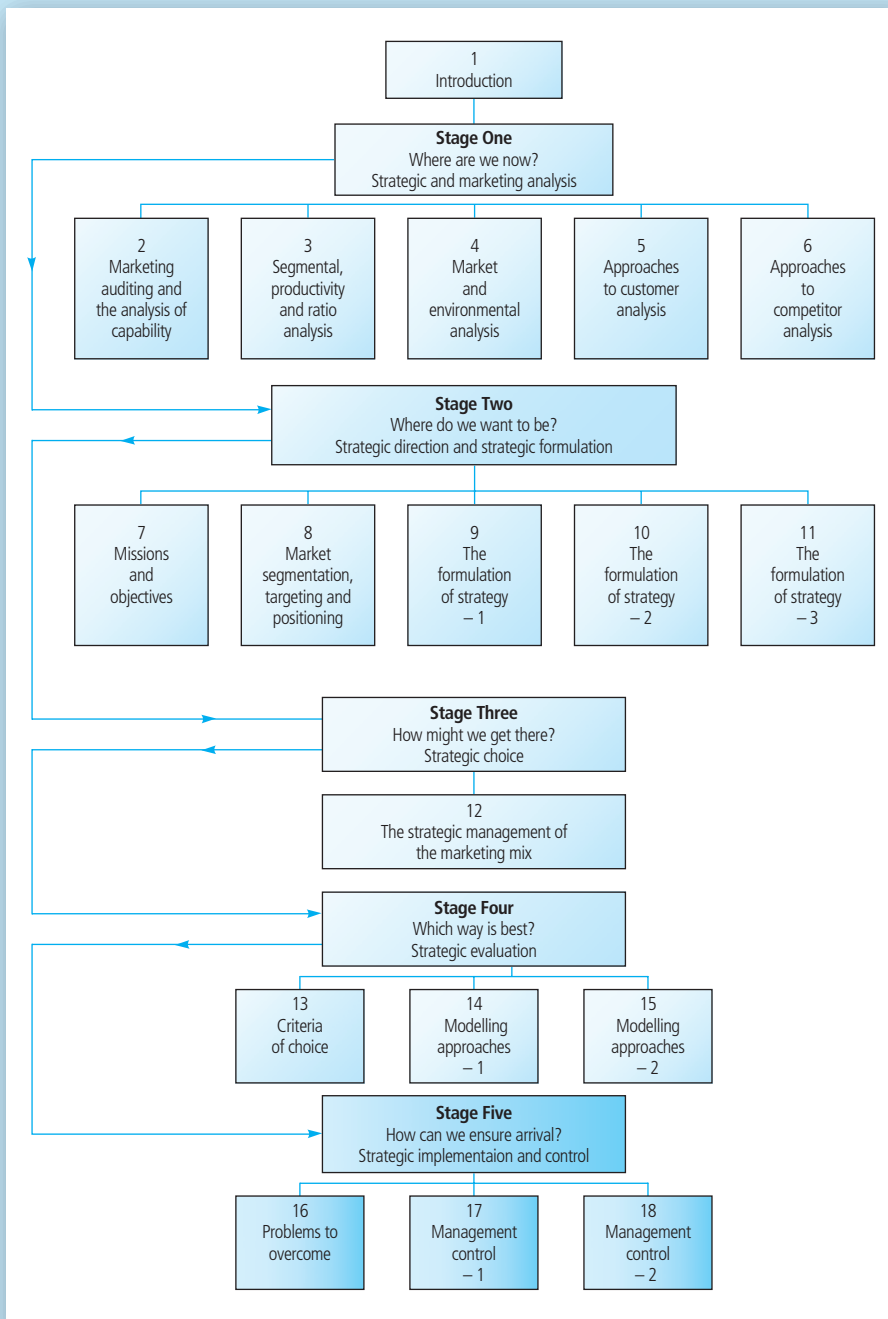 1
Introduction
Stage One
Where are we now?
Strategic and marketing analysis
2
Marketing
auditing and
the analysis of
capability
3
Segmental,
productivity
and ratio
analysis
4
Market
and
environmental
analysis
5
Approaches
to customer
analysis
6
Approaches
to
competitor
analysis
Stage Two
Where do we want to be?
Strategic direction and strategic formulation
7
Missions
and
objectives
8
Market
segmentation,
targeting and
positioning
9
The
formulation
of strategy
– 1
10
The
formulation
of strategy
– 2
11
The
formulation
of strategy
– 3
Stage Three
How might we get there?
Strategic choice
12
The strategic management of
the marketing mix
Stage Four
Which way is best?
Strategic evaluation
13
Criteria
of choice
14
Modelling
approaches
– 1
15
Modelling
approaches
– 2
Stage Five
How can we ensure arrival?
Strategic implementaion and control
16
Problems to
overcome
17
Management
control
– 1
18
Management
control
– 2